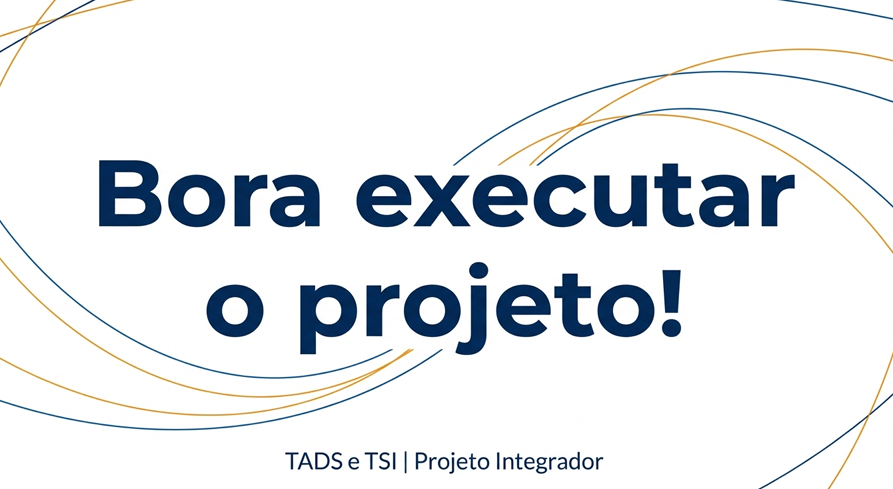 Bora executar
o projeto!
TADS e TSI | Projeto Integrador